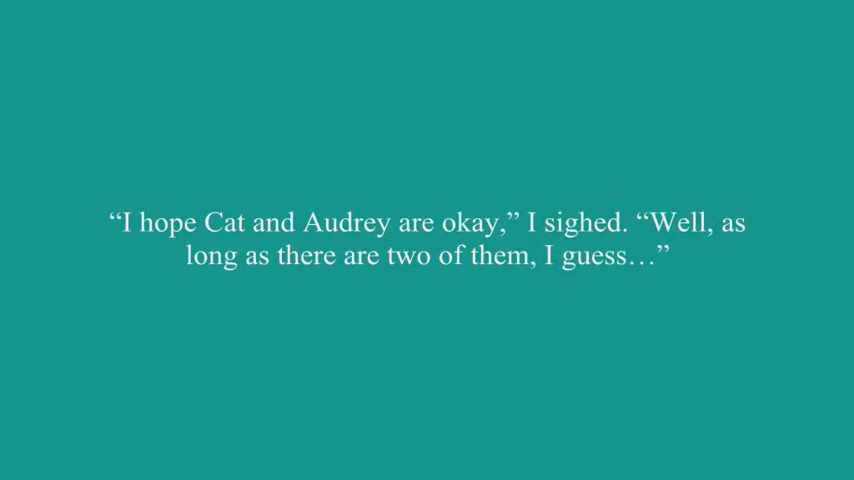 “I hope Cat and Audrey are okay,” I sighed. “Well, as
long as there are two of them, I guess…”